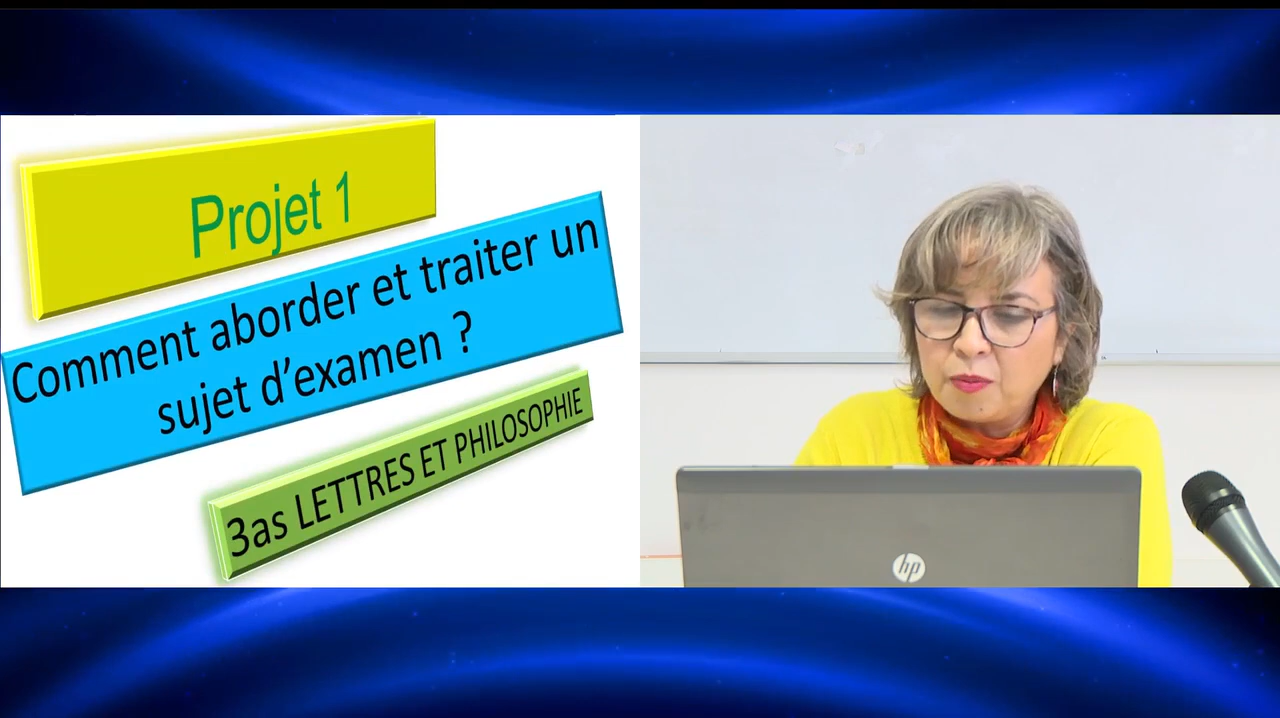 Projet 1
Comment aborder et traiter un
sujet d’examen ?
3as LETTRES ET PHILOSOPHIE
hp